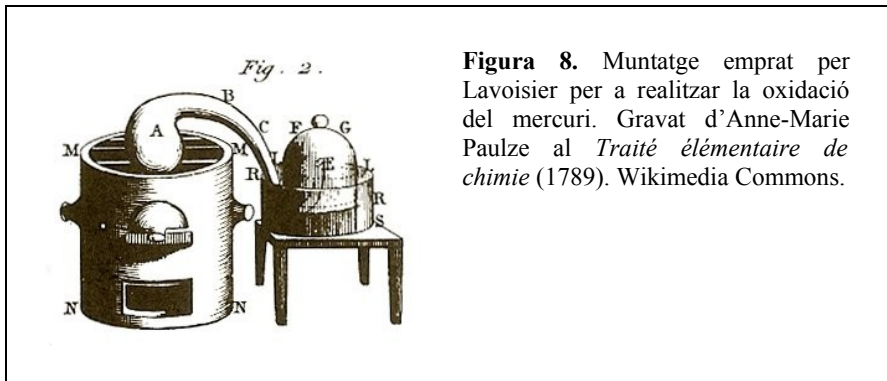 Fig. 2.
B
A
C
F
G
M
M
E
I
L
R
R
S
N
N
Figura 8. Muntatge emprat per
Lavoisier per a realitzar la oxidació
del mercuri. Gravat d’Anne-Marie
Paulze al Traité élémentaire de
chimie (1789). Wikimedia Commons.